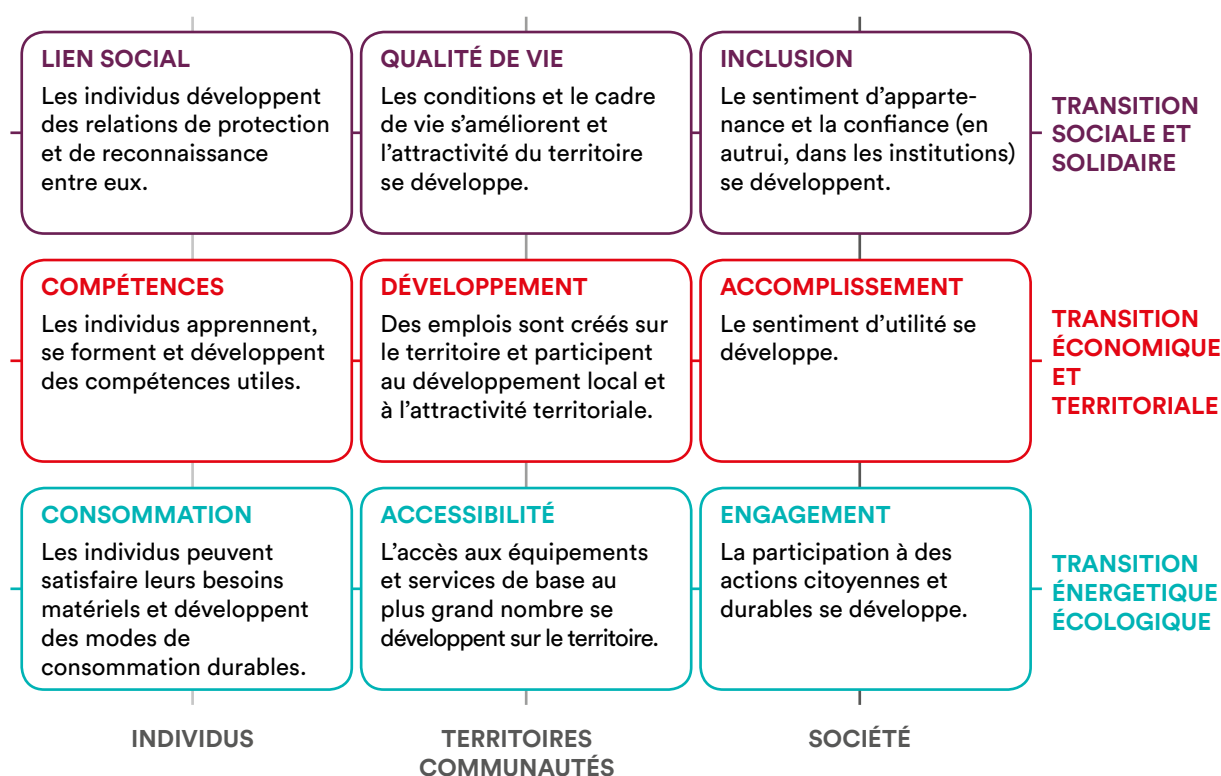 LIEN SOCIAL
Les individus développent
des relations de protection
et de reconnaissance
entre eux.
QUALITÉ DE VIE
Les conditions et le cadre
de vie s’améliorent et
l’attractivité du territoire
se développe.
INCLUSION
Le sentiment d’apparte-
nance et la confiance (en
autrui, dans les institutions)
se développent.
TRANSITION
SOCIALE ET
SOLIDAIRE
COMPÉTENCES
Les individus apprennent,
se forment et développent
des compétences utiles.
DÉVELOPPEMENT
Des emplois sont créés sur
le territoire et participent
au développement local et
à l’attractivité territoriale.
ACCOMPLISSEMENT
Le sentiment d’utilité se
développe.
TRANSITION
ÉCONOMIQUE
ET
TERRITORIALE
CONSOMMATION
Les individus peuvent
satisfaire leurs besoins
matériels et développent
des modes de
consommation durables.
ACCESSIBILITÉ
L’accès aux équipements
et services de base au
plus grand nombre se
développent sur le territoire.
ENGAGEMENT
La participation à des
actions citoyennes et
durables se développe.
TRANSITION
ÉNERGETIQUE
ÉCOLOGIQUE
INDIVIDUS
TERRITOIRES
COMMUNAUTÉS
SOCIÉTÉ